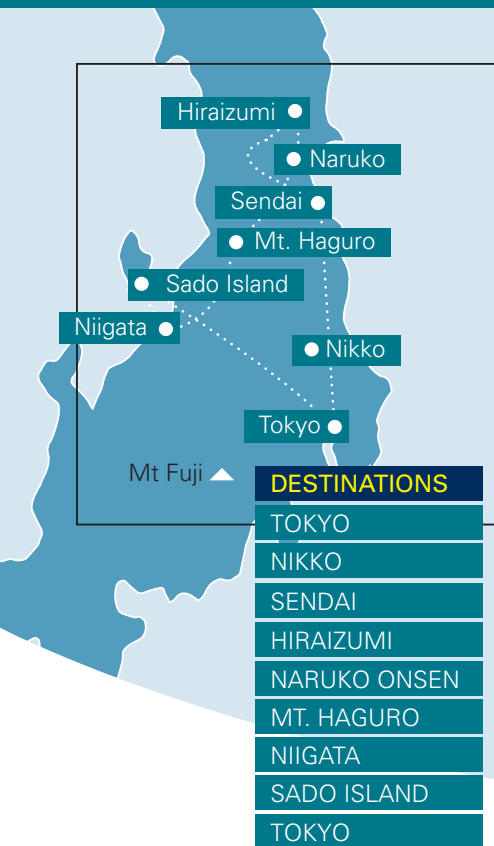 Hiraizumi
Naruko
Sendai
Mt. Haguro
Sado Island
Niigata
Nikko
Tokyo
Mt Fuji
DESTINATIONS
TOKYO
NIKKO
SENDAI
HIRAIZUMI
NARUKO ONSEN
MT. HAGURO
NIIGATA
SADO ISLAND
TOKYO